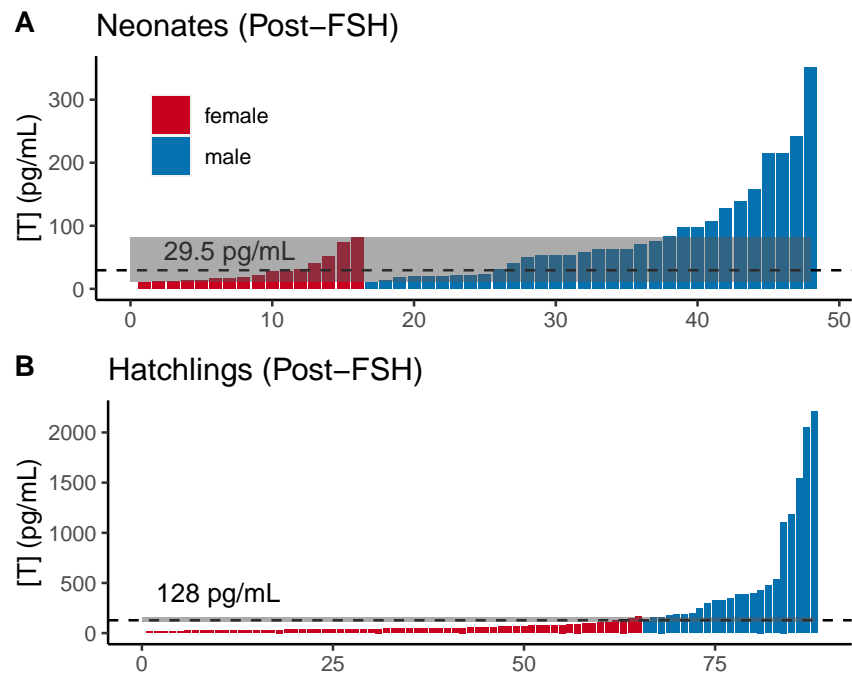 A Neonates (Post−FSH)
[T] (pg/mL)
300
200
100
0
female
male
29.5 pg/mL
0 10 20 30 40 50
B Hatchlings (Post−FSH)
[T] (pg/mL)
2000
1500
1000
500
0
128 pg/mL
0 25 50 75